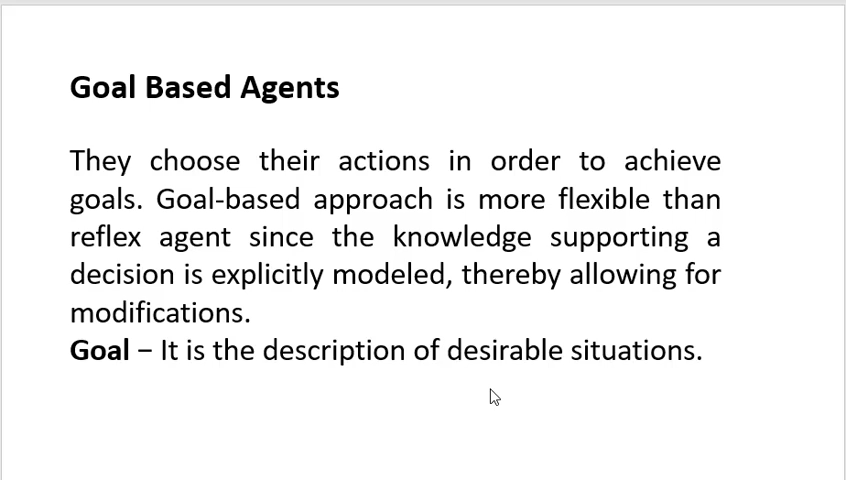 Goal Based Agents
They choose their actions in order to achieve
goals. Goal-based approach is more flexible than
reflex agent since the knowledge supporting a
decision is explicitly modeled, thereby allowing for
modifications.
Goal − It is the description of desirable situations.